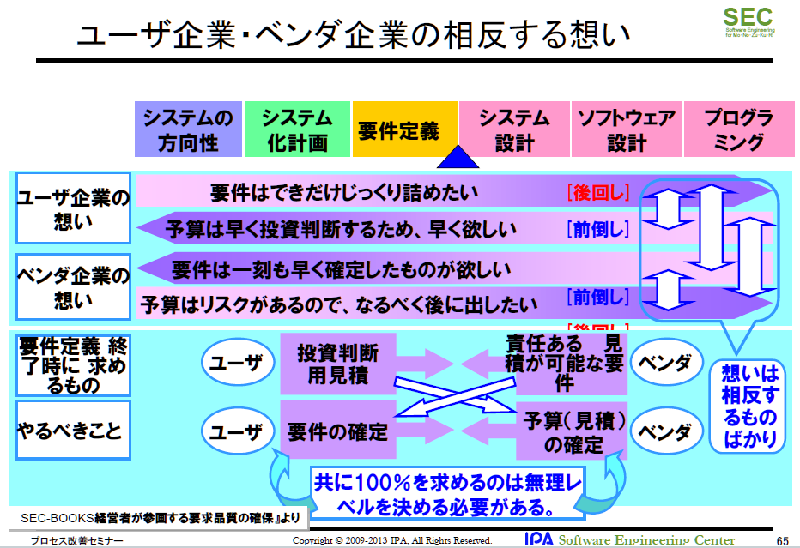 ユーザ企業・ベンダ企業の相反する想い
SEC
Software Engineering
for Mo･No･Zu･Ku･Ri
システムの
方向性
システム
化計画
要件定義
システム
設計
ソフトウェア
設計
プログラ
ミング
ユーザ企業の
想い
要件はできだけじっくり詰めたい
[後回し]
予算は早く投資判断するため、早く欲しい
[前倒し]
ベンダ企業の
想い
要件は一刻も早く確定したものが欲しい
[前倒し]
予算はリスクがあるので、なるべく後に出したい
[後回し]
要件定義 終
了時に 求め
るもの
ユーザ
投資判断
用見積
責任ある 見
積が可能な要
件
ベンダ
想いは
相反す
るもの
ばかり
やるべきこと
ユーザ
要件の確定
予算(見積)
の確定
ベンダ
共に100%を求めるのは無理レ
ベルを決める必要がある。
SEC-BOOKS経営者が参画する要求品質の確保』より
プロセス改善セミナー
Copyright © 2009-2013 IPA, All Rights Reserved.
IPA Software Engineering Center
65